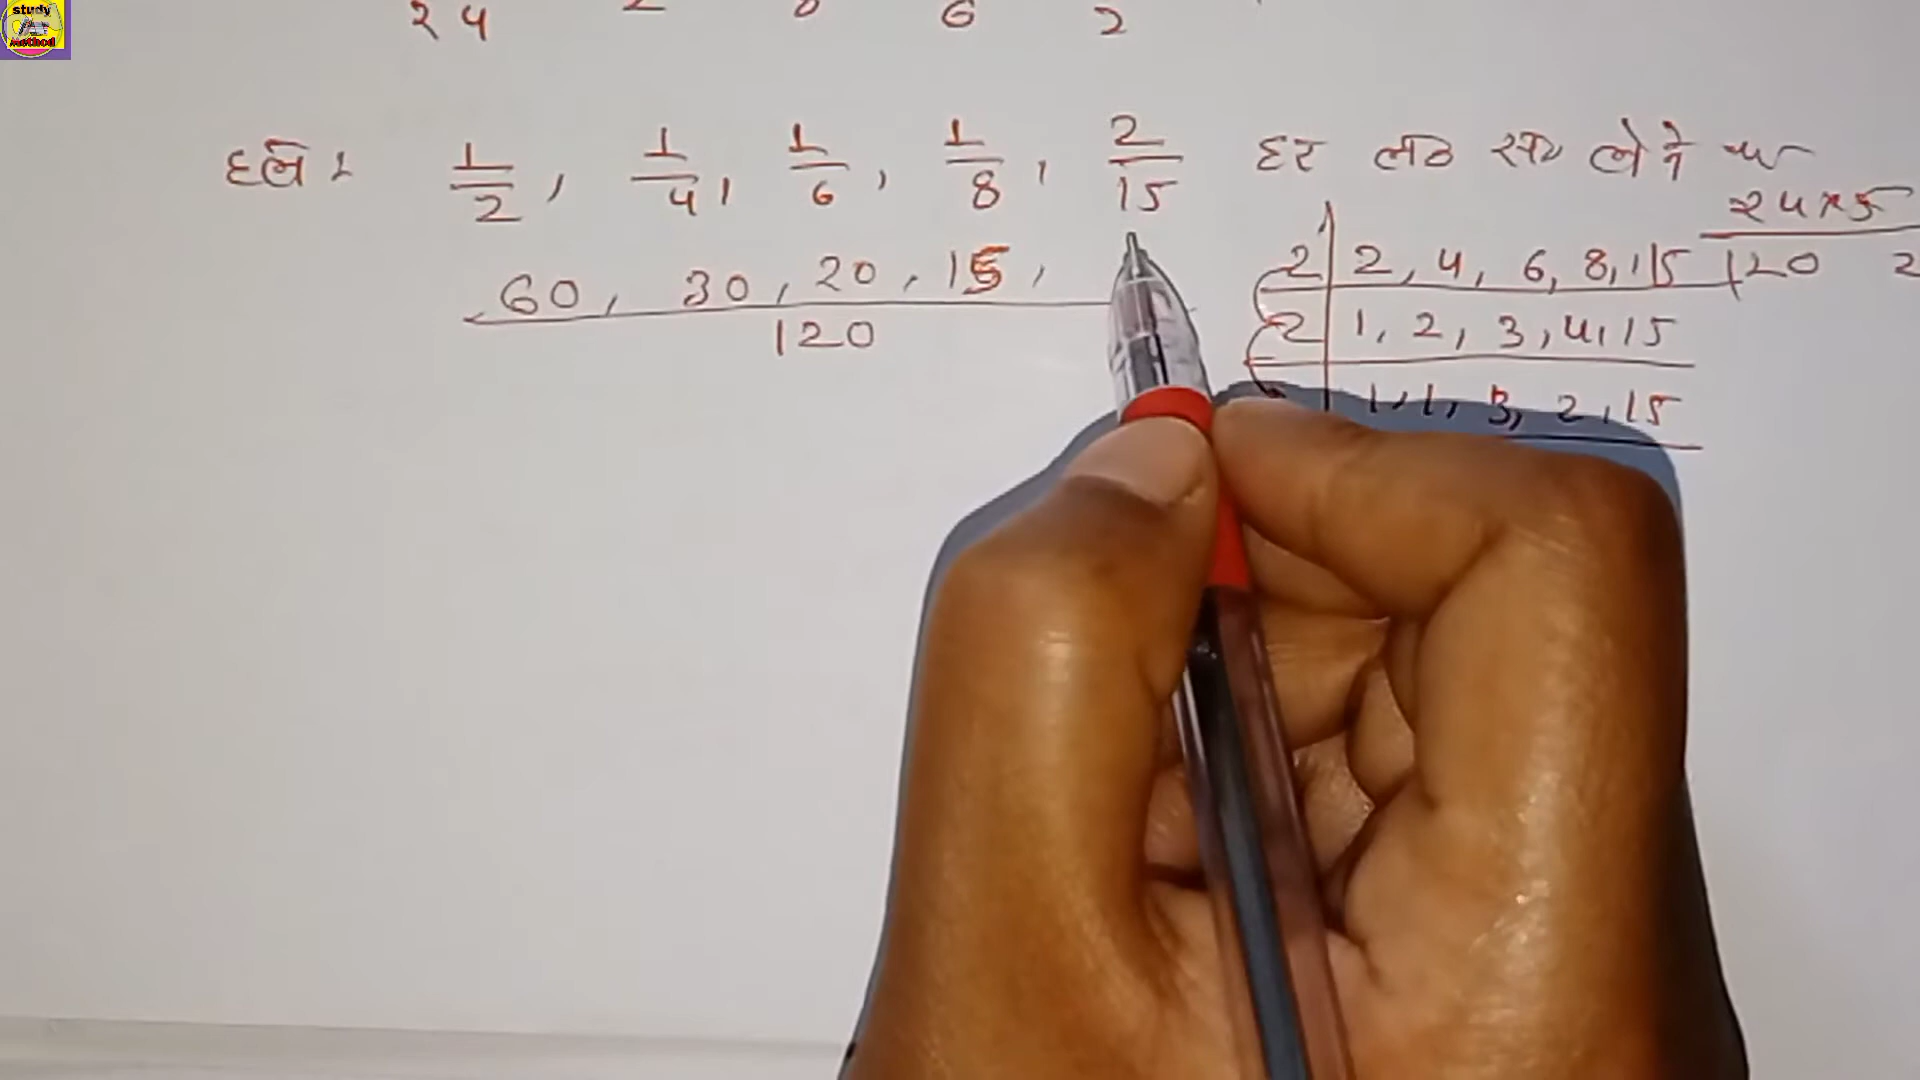 study
Method
24 2 8 6 2
हल :- 1/2, 1/4, 1/6, 1/8, 2/15 हर का लेने पर
60, 30, 20, 15,
120
24×5
120 2
2 | 2, 4, 6, 8, 15
2 | 1, 2, 3, 4, 15
1, 1, 3, 2, 15